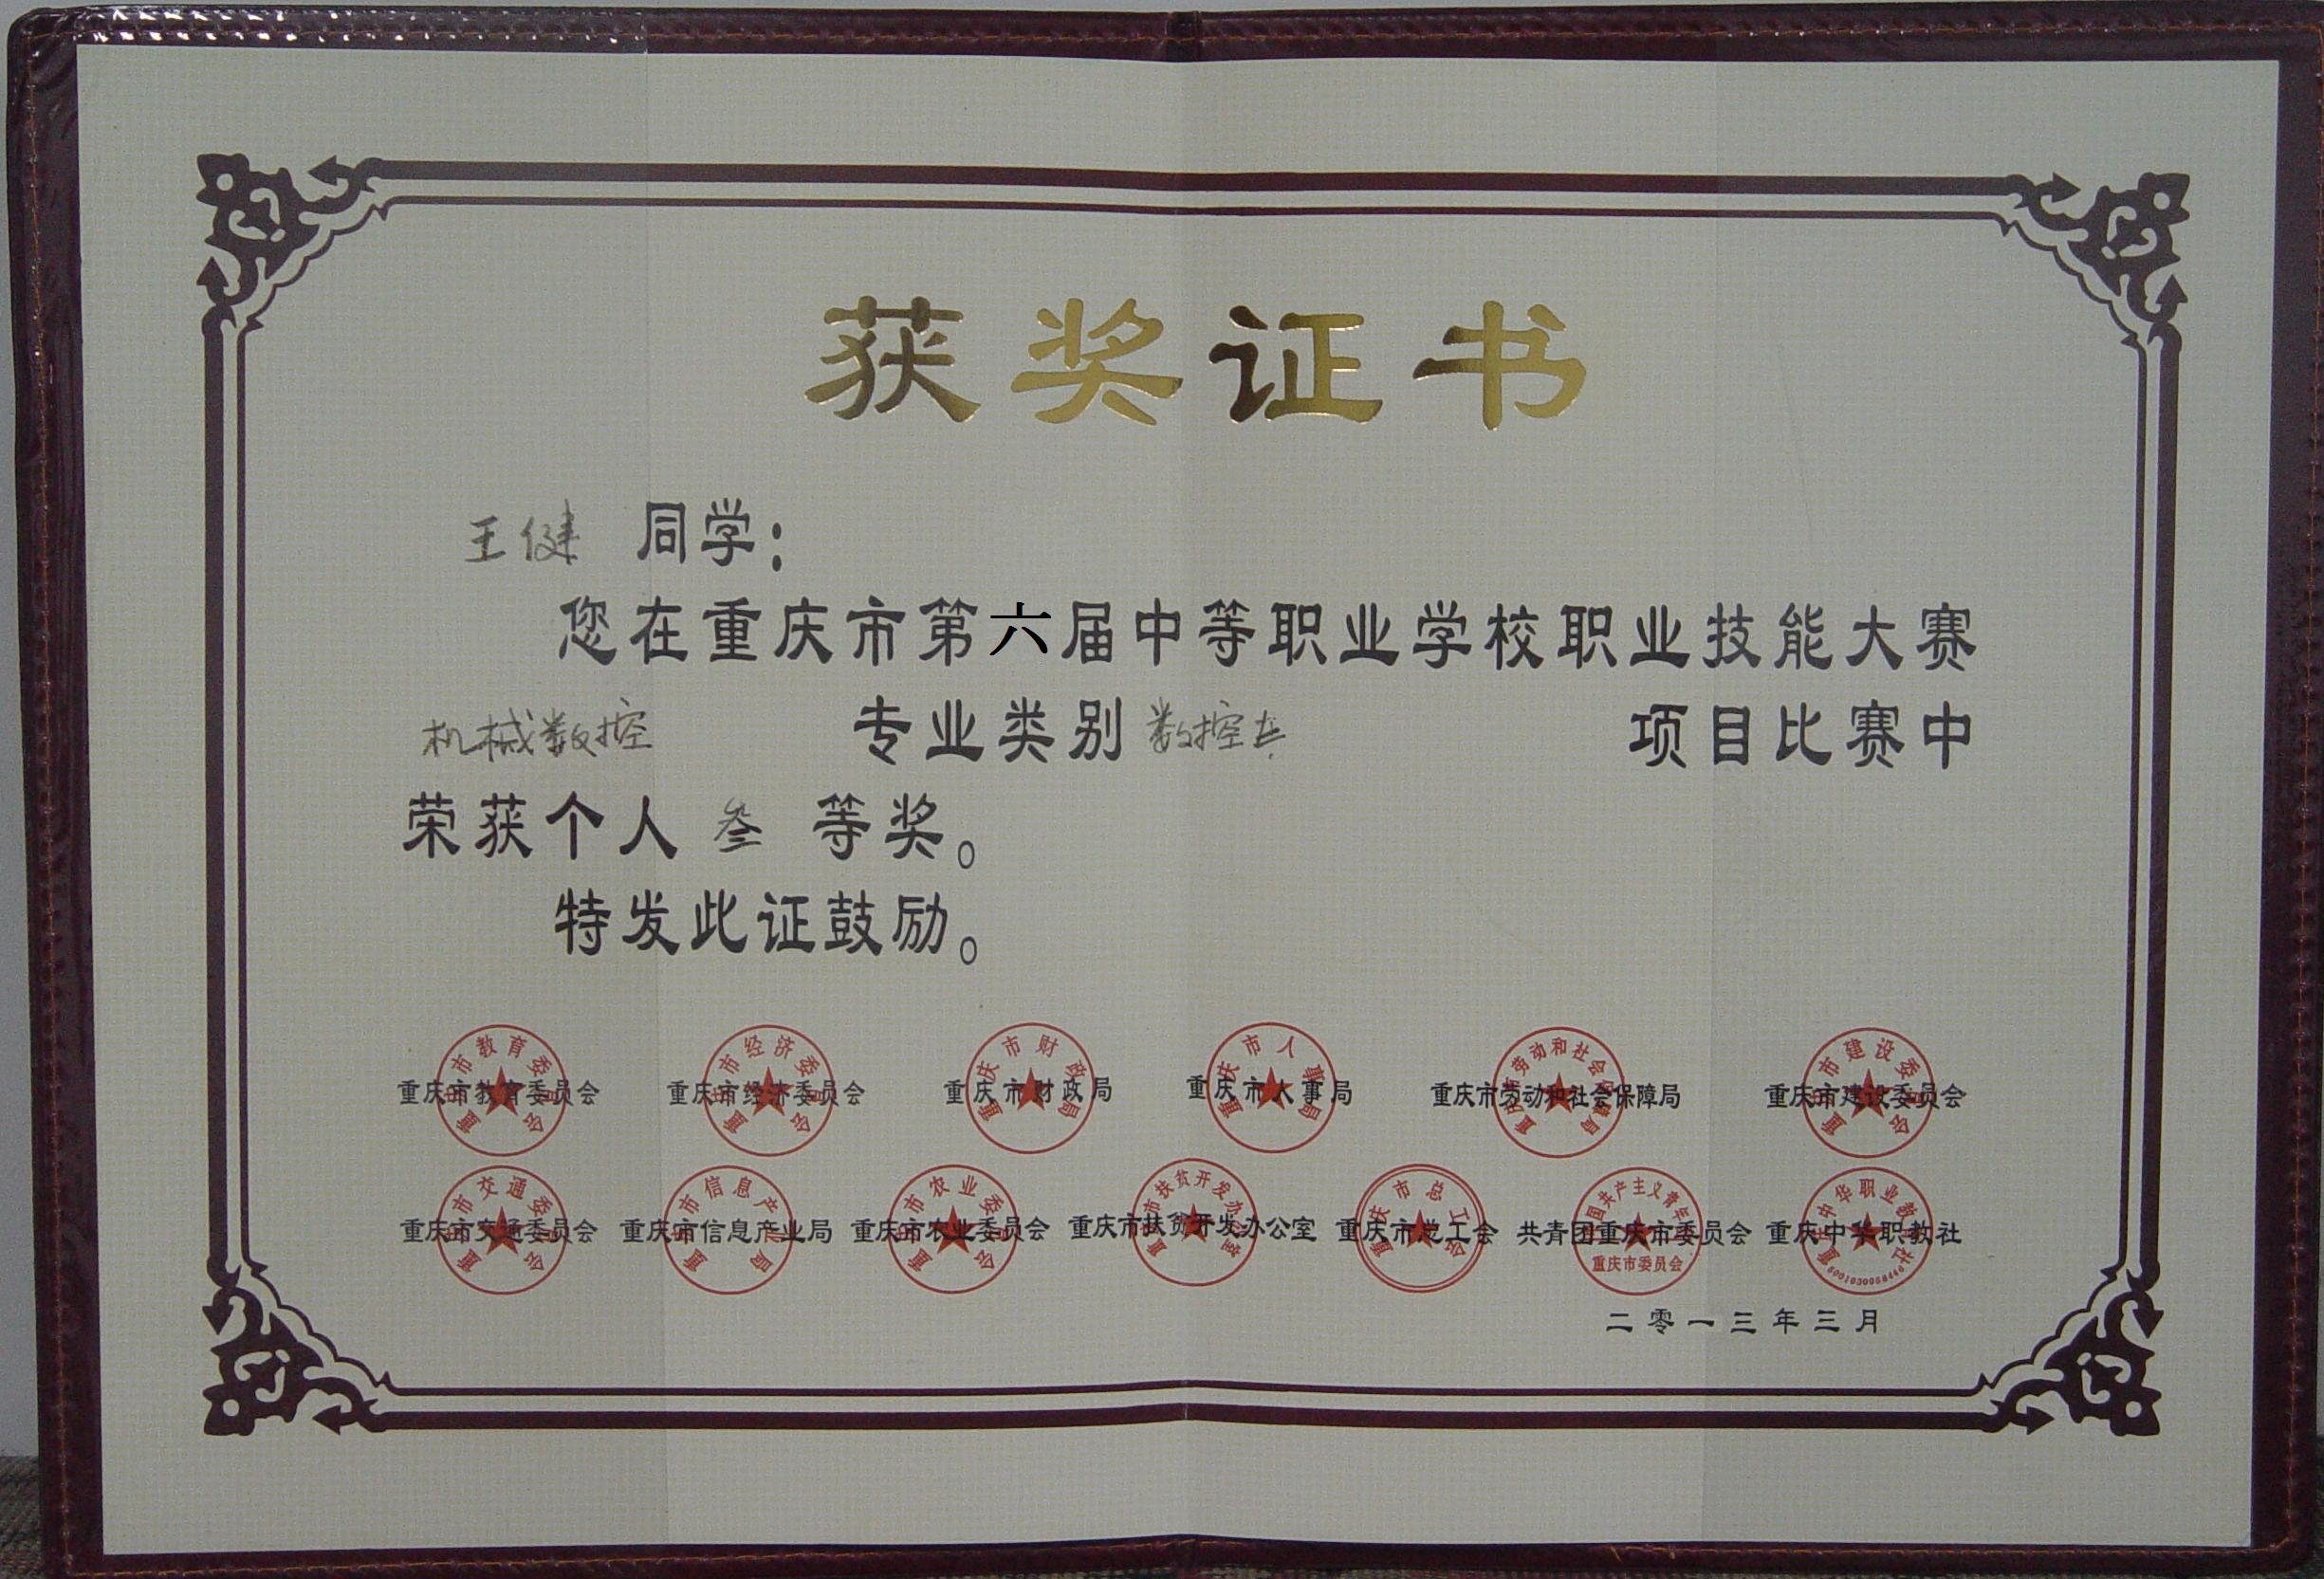 获奖证书
王健 同学：
您在重庆市第六届中等职业学校职业技能大赛
机械数控 专业类别 数控车 项目比赛中
荣获个人 叁 等奖。
特发此证鼓励。
重庆市教育委员会 重庆市经济委员会 重庆市财政局 重庆市人事局 重庆市劳动和社会保障局 重庆市建设委员会
重庆市交通委员会 重庆市信息产业局 重庆市农业委员会 重庆市扶贫开发办公室 重庆市总工会 共青团重庆市委员会 重庆中华职教社
重庆市委员会
二零一三年三月